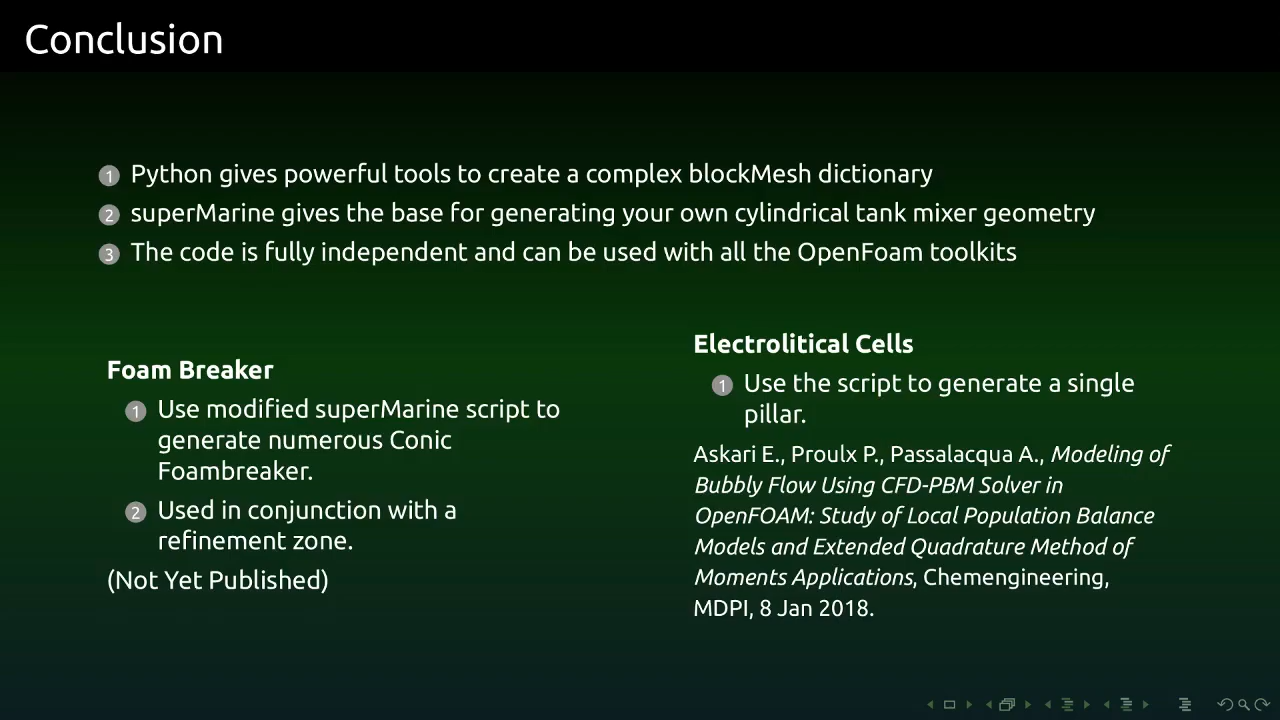 Conclusion
1 Python gives powerful tools to create a complex blockMesh dictionary
2 superMarine gives the base for generating your own cylindrical tank mixer geometry
3 The code is fully independent and can be used with all the OpenFoam toolkits
Foam Breaker
1 Use modified superMarine script to
generate numerous Conic
Foambreaker.
2 Used in conjunction with a
refinement zone.
(Not Yet Published)
Electrolitical Cells
1 Use the script to generate a single
pillar.
Askari E., Proulx P., Passalacqua A., Modeling of
Bubbly Flow Using CFD-PBM Solver in
OpenFOAM: Study of Local Population Balance
Models and Extended Quadrature Method of
Moments Applications, Chemengineering,
MDPI, 8 Jan 2018.